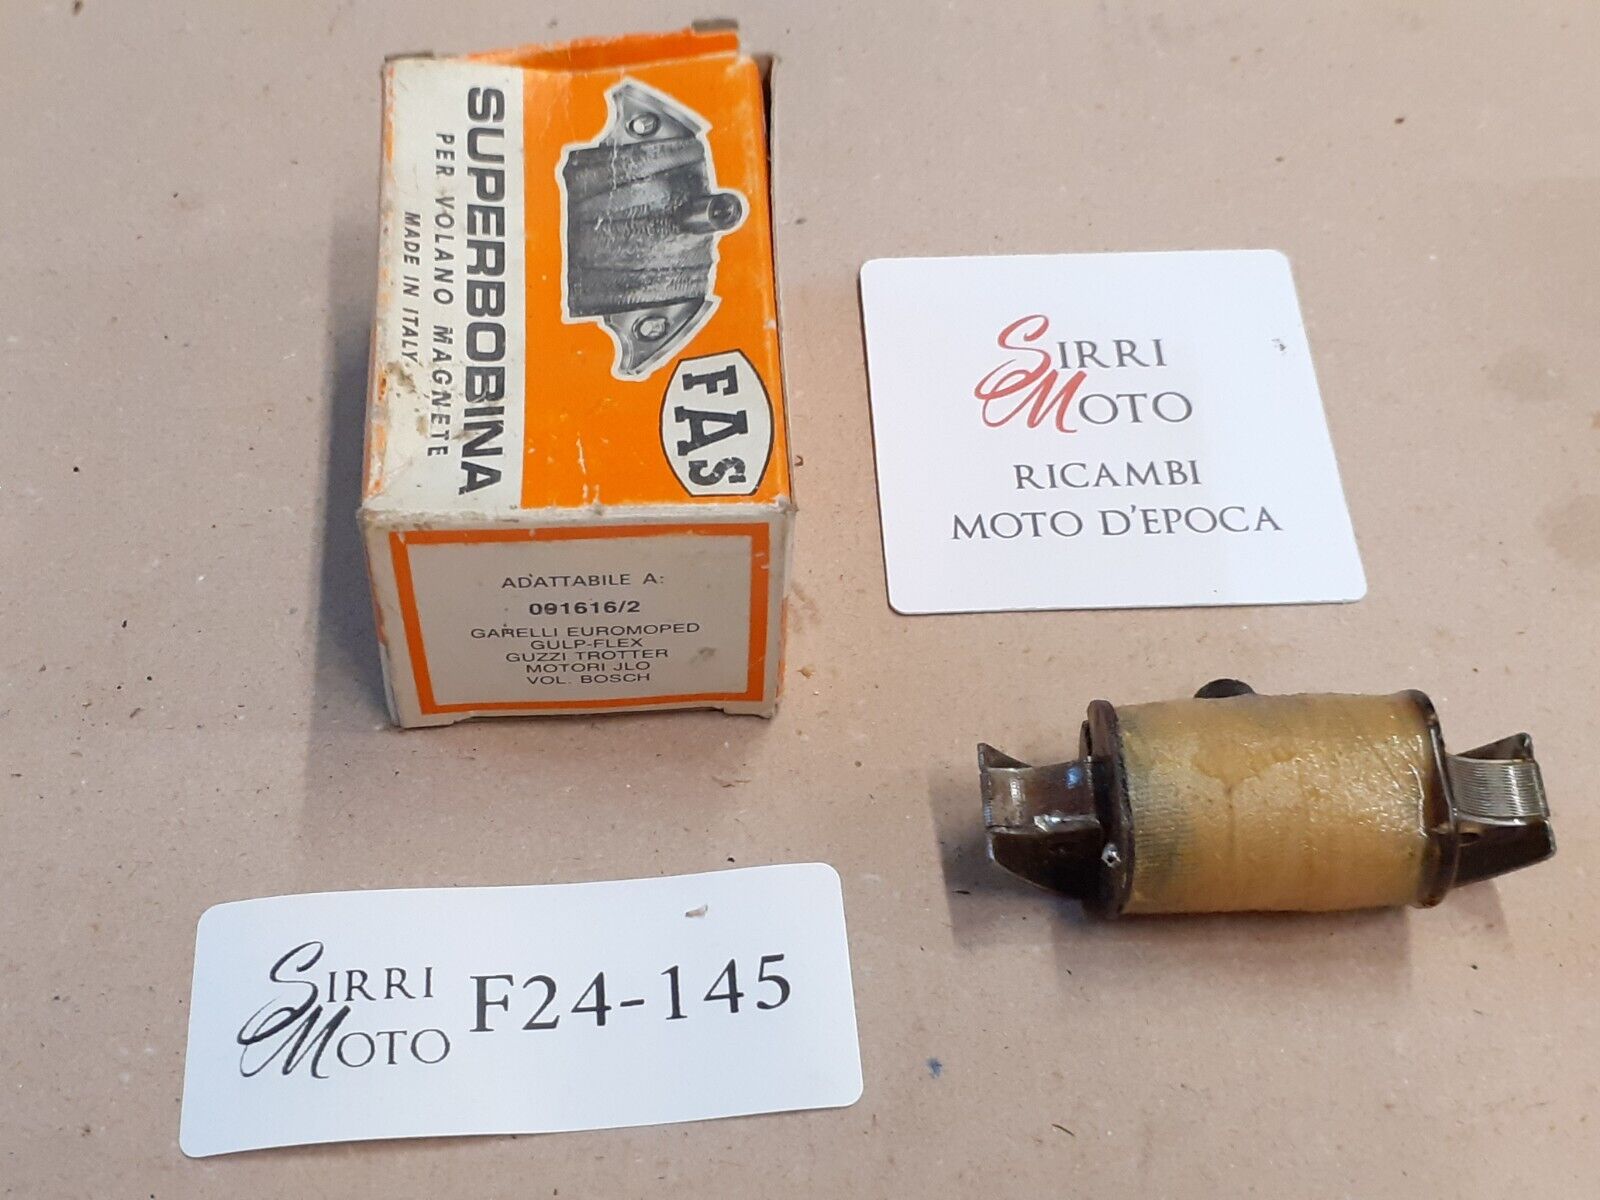 SUPERBOBINA
PER VOLANO MAGNETE
MADE IN ITALY
FAS
ADATTABILE A:
091616/2
GARELLI EUROMOPED
GULP-FLEX
GUZZI TROTTER
MOTORI JLO
VOL. BOSCH
SIRRI
MOTO
RICAMBI
MOTO D'EPOCA
SIRRI
MOTO
F24-145